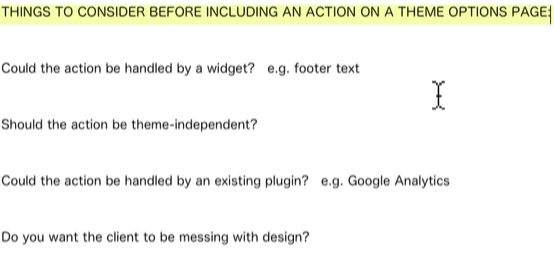 THINGS TO CONSIDER BEFORE INCLUDING AN ACTION ON A THEME OPTIONS PAGE:
Could the action be handled by a widget? e.g. footer text
Should the action be theme-independent?
Could the action be handled by an existing plugin? e.g. Google Analytics
Do you want the client to be messing with design?